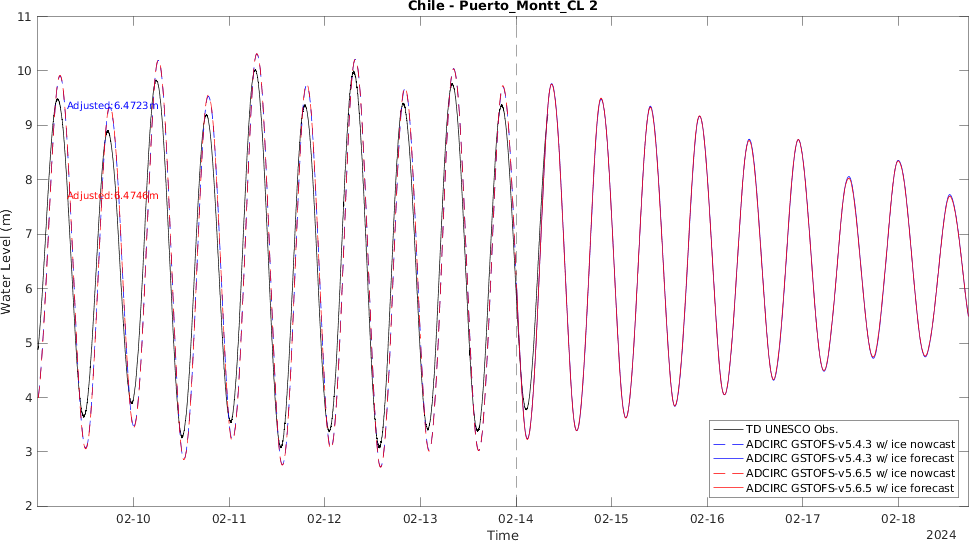 Chile - Puerto_Montt_CL 2
11
10
9
8
7
6
5
4
3
2
Water Level (m)
Adjusted:6.4723m
Adjusted:6.4746m
TD UNESCO Obs.
ADCIRC GSTOFS-v5.4.3 w/ ice nowcast
ADCIRC GSTOFS-v5.4.3 w/ ice forecast
ADCIRC GSTOFS-v5.6.5 w/ ice nowcast
ADCIRC GSTOFS-v5.6.5 w/ ice forecast
02-10 02-11 02-12 02-13 02-14 02-15 02-16 02-17 02-18
Time
2024